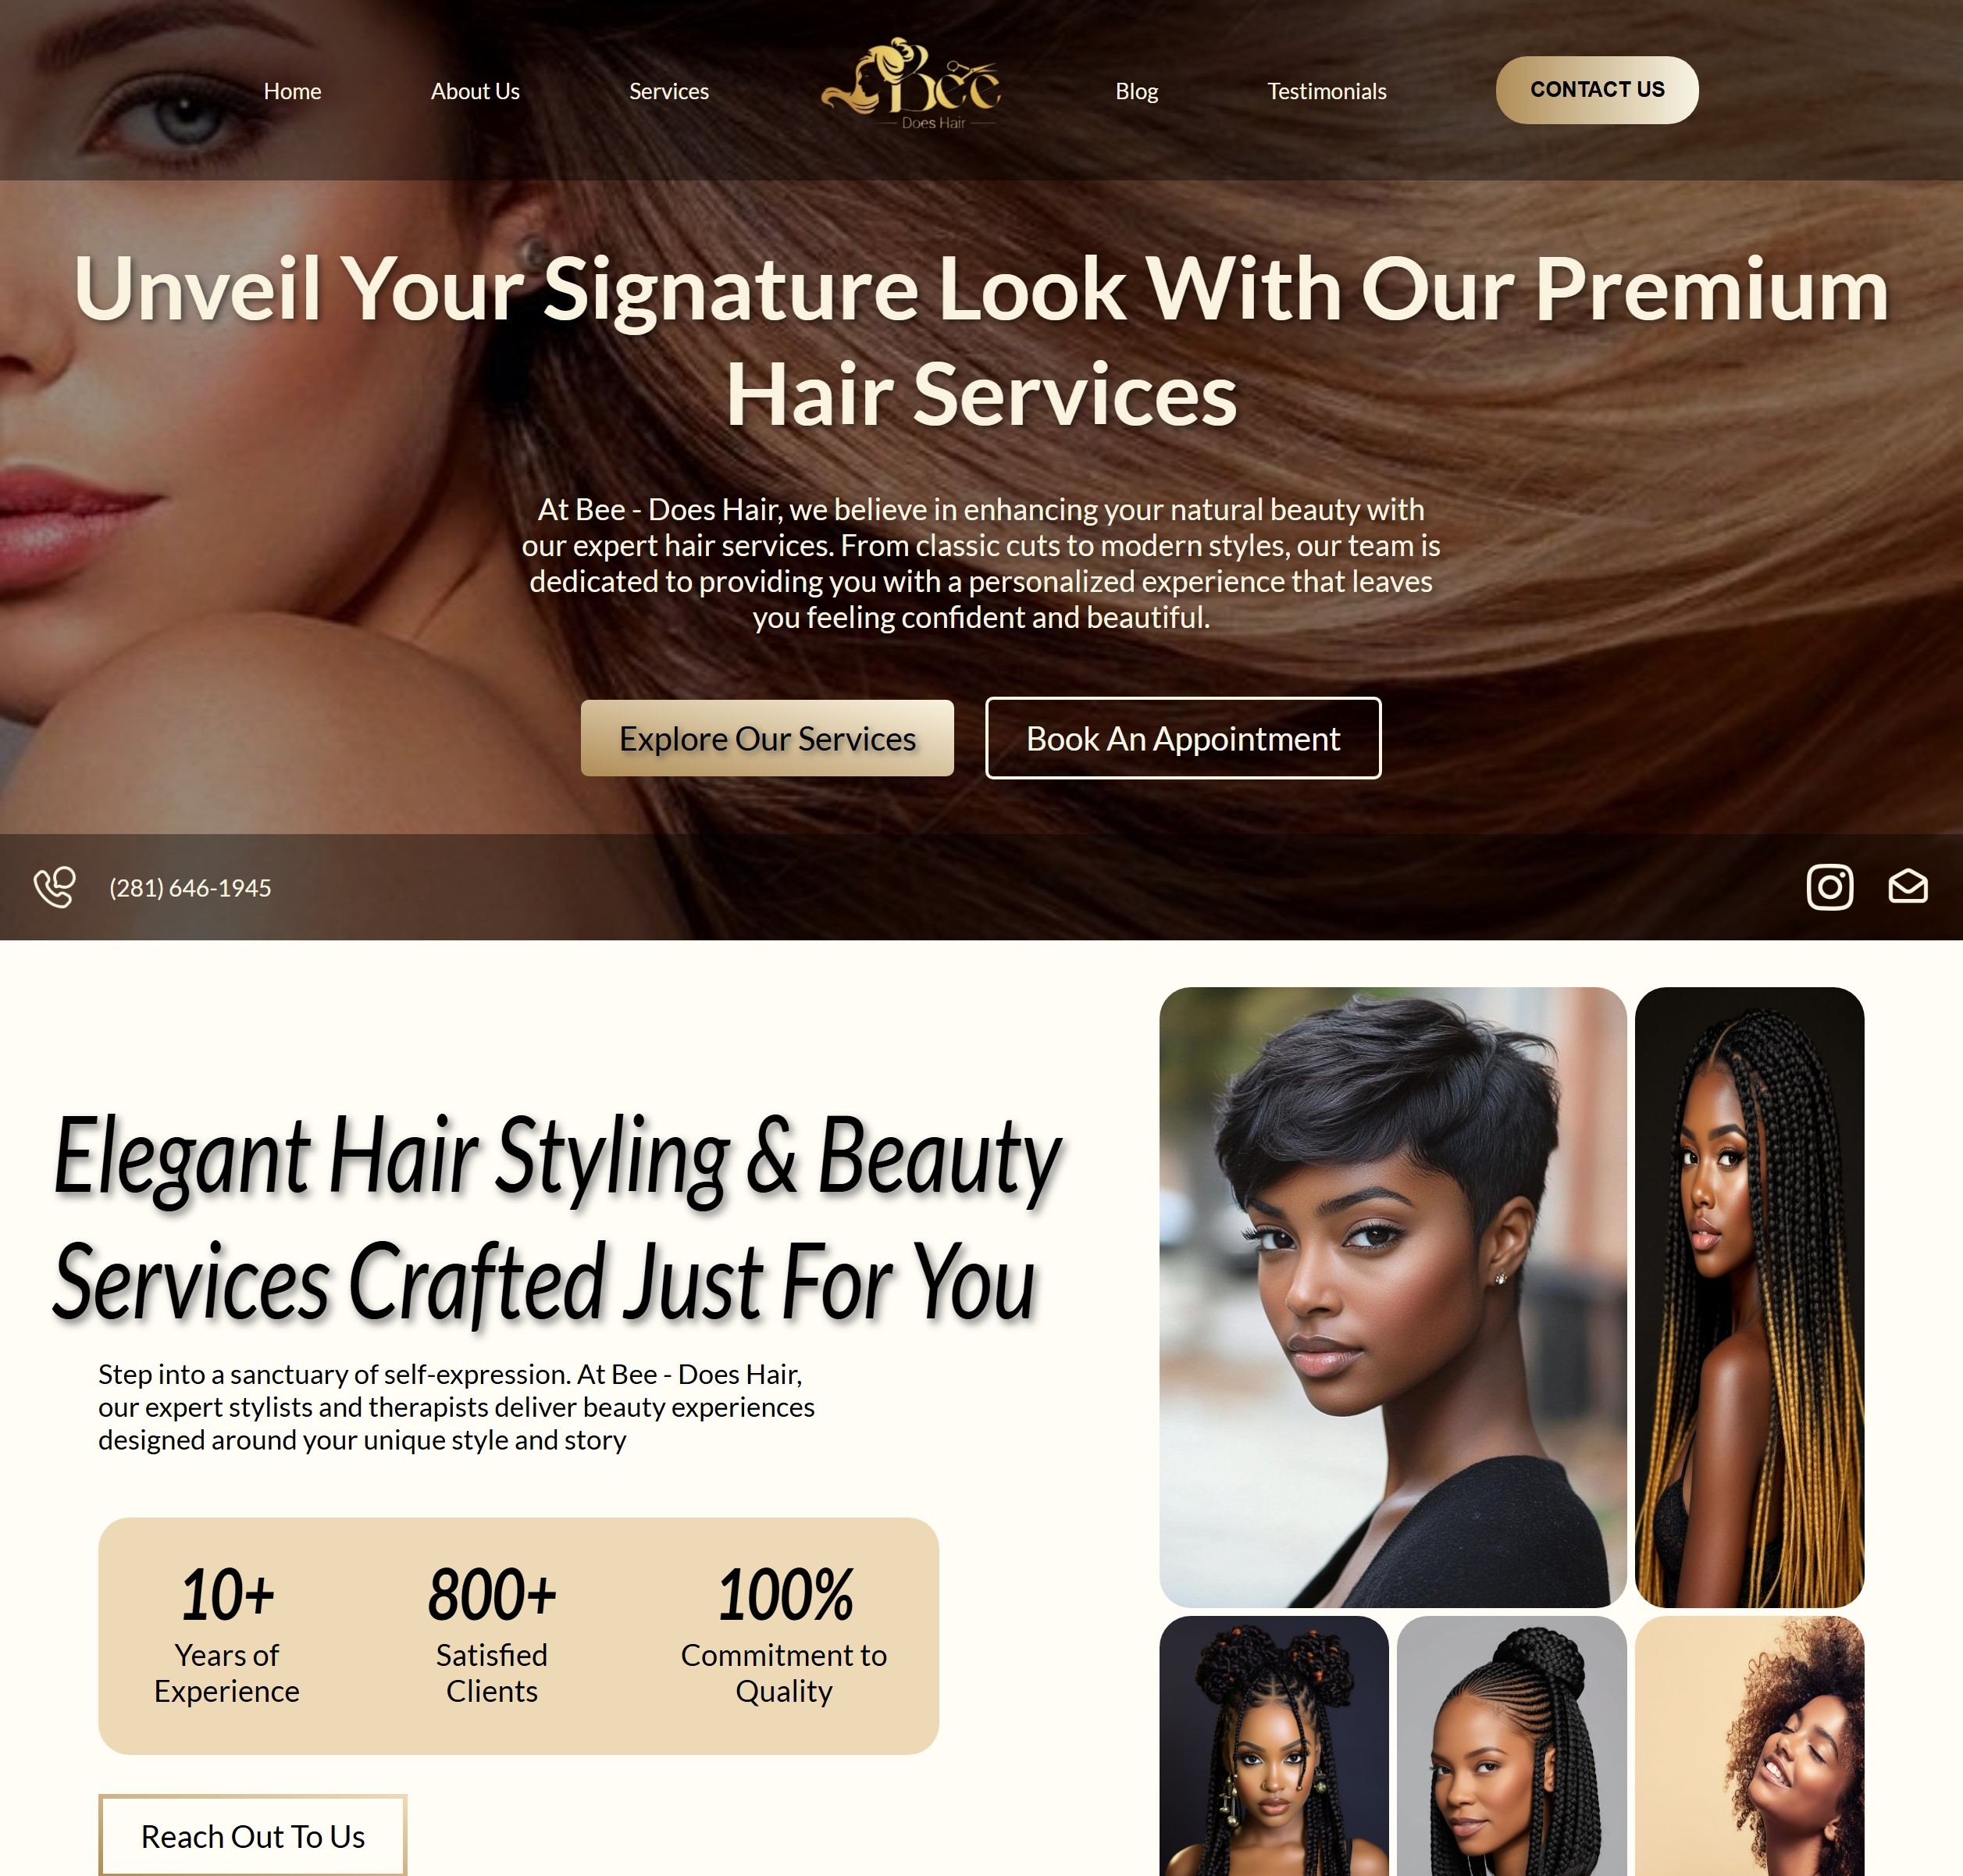 Home
About Us
Services
Bee
Does Hair
Blog
Testimonials
CONTACT US
Unveil Your Signature Look With Our Premium
Hair Services
At Bee - Does Hair, we believe in enhancing your natural beauty with
our expert hair services. From classic cuts to modern styles, our team is
dedicated to providing you with a personalized experience that leaves
you feeling confident and beautiful.
Explore Our Services
Book An Appointment
(281) 646-1945
Elegant Hair Styling & Beauty
Services Crafted Just For You
Step into a sanctuary of self-expression. At Bee - Does Hair,
our expert stylists and therapists deliver beauty experiences
designed around your unique style and story
10+
Years of
Experience
800+
Satisfied
Clients
100%
Commitment to
Quality
Reach Out To Us